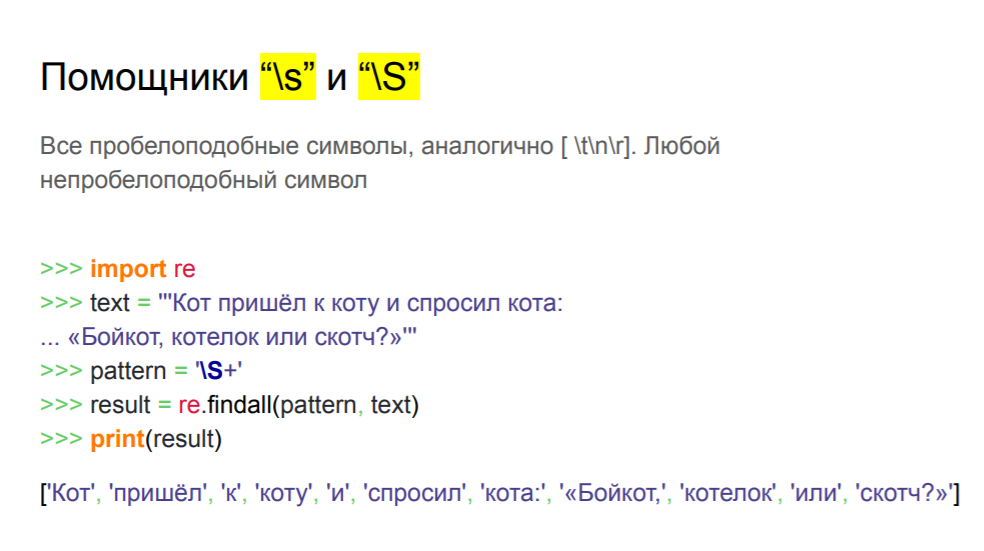 Помощники “\s” и “\S”
Все пробелоподобные символы, аналогично [ \t\n\r]. Любой
непробелоподобный символ
>>> import re
>>> text = '''Кот пришёл к коту и спросил кота:
... «Бойкот, котелок или скотч?»'''
>>> pattern = '\S+'
>>> result = re.findall(pattern, text)
>>> print(result)
['Кот', 'пришёл', 'к', 'коту', 'и', 'спросил', 'кота:', '«Бойкот,', 'котелок', 'или', 'скотч?»']